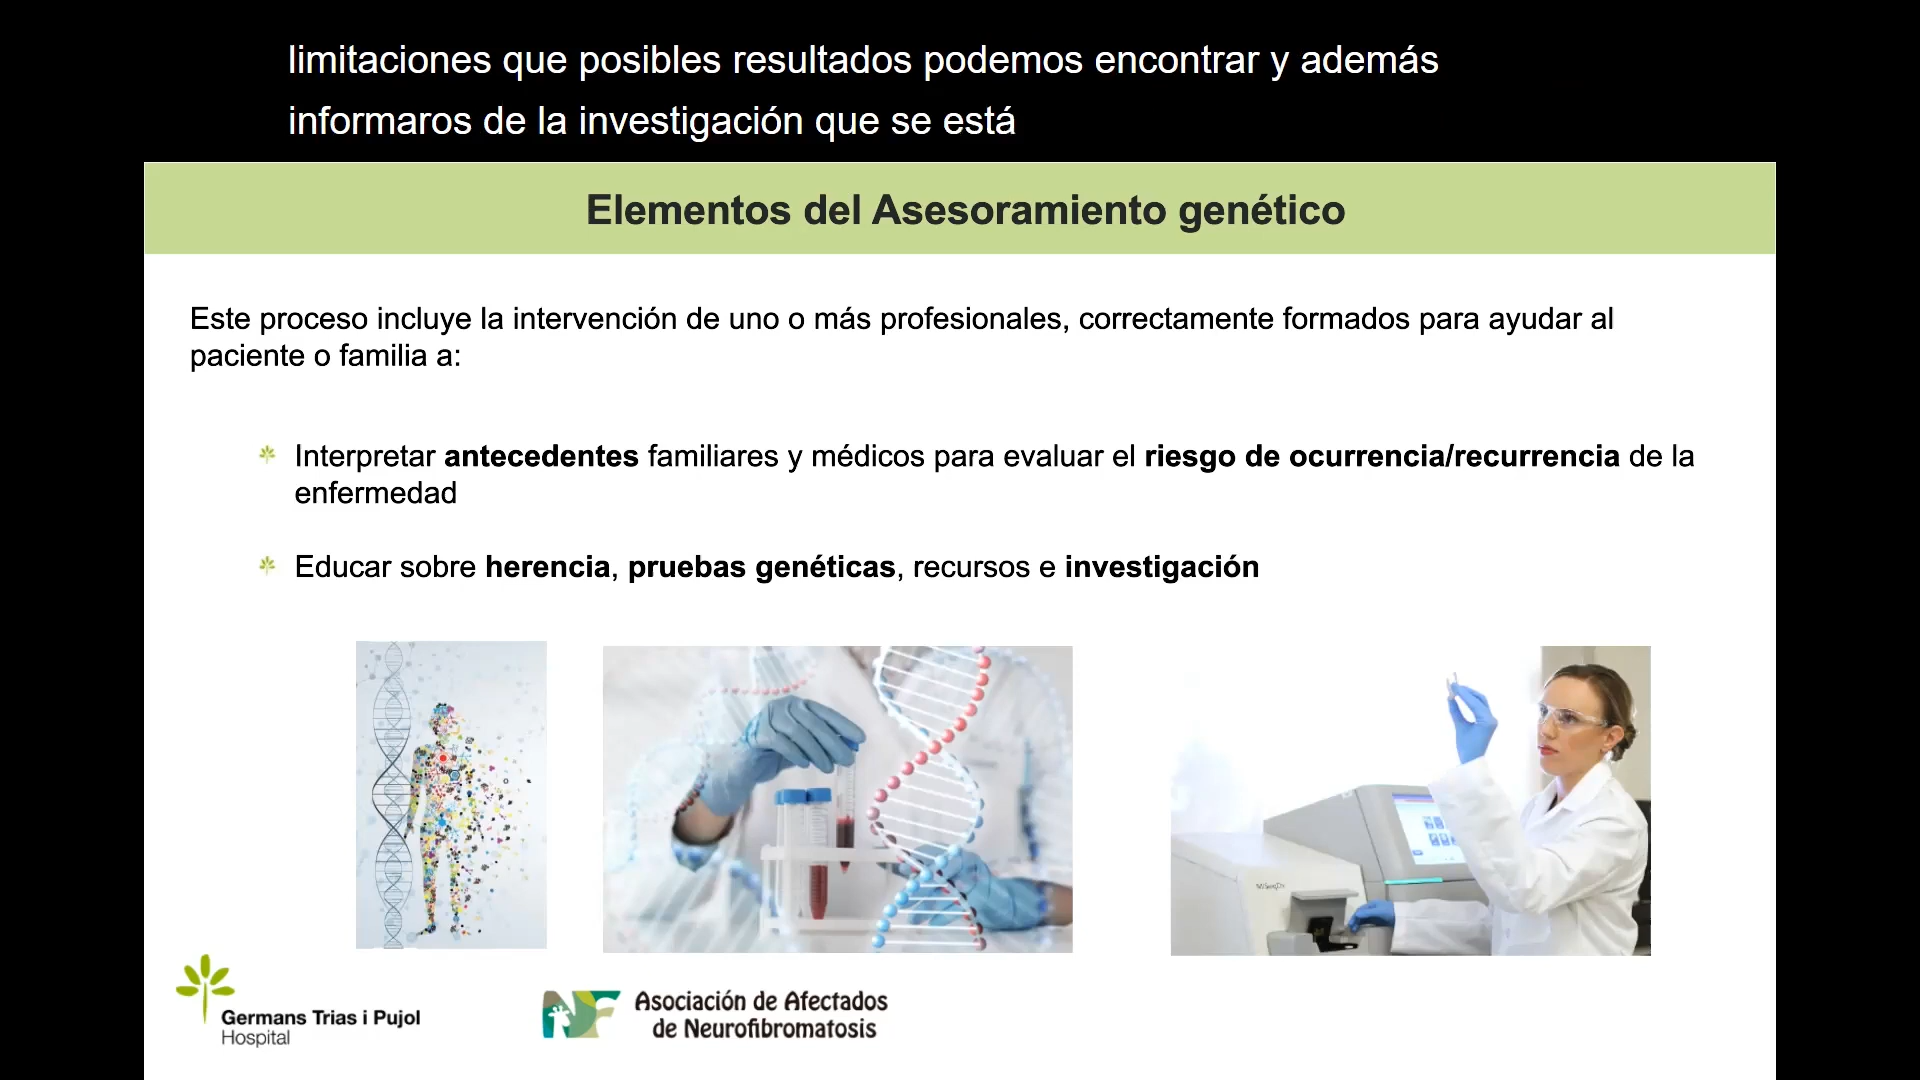 limitaciones que posibles resultados podemos encontrar y además
informaros de la investigación que se está
Elementos del Asesoramiento genético
Este proceso incluye la intervención de uno o más profesionales, correctamente formados para ayudar al
paciente o familia a:
Interpretar antecedentes familiares y médicos para evaluar el riesgo de ocurrencia/recurrencia de la
enfermedad
Educar sobre herencia, pruebas genéticas, recursos e investigación
MiSeqDx
Germans Trias i Pujol
Hospital
NF
Asociación de Afectados
de Neurofibromatosis